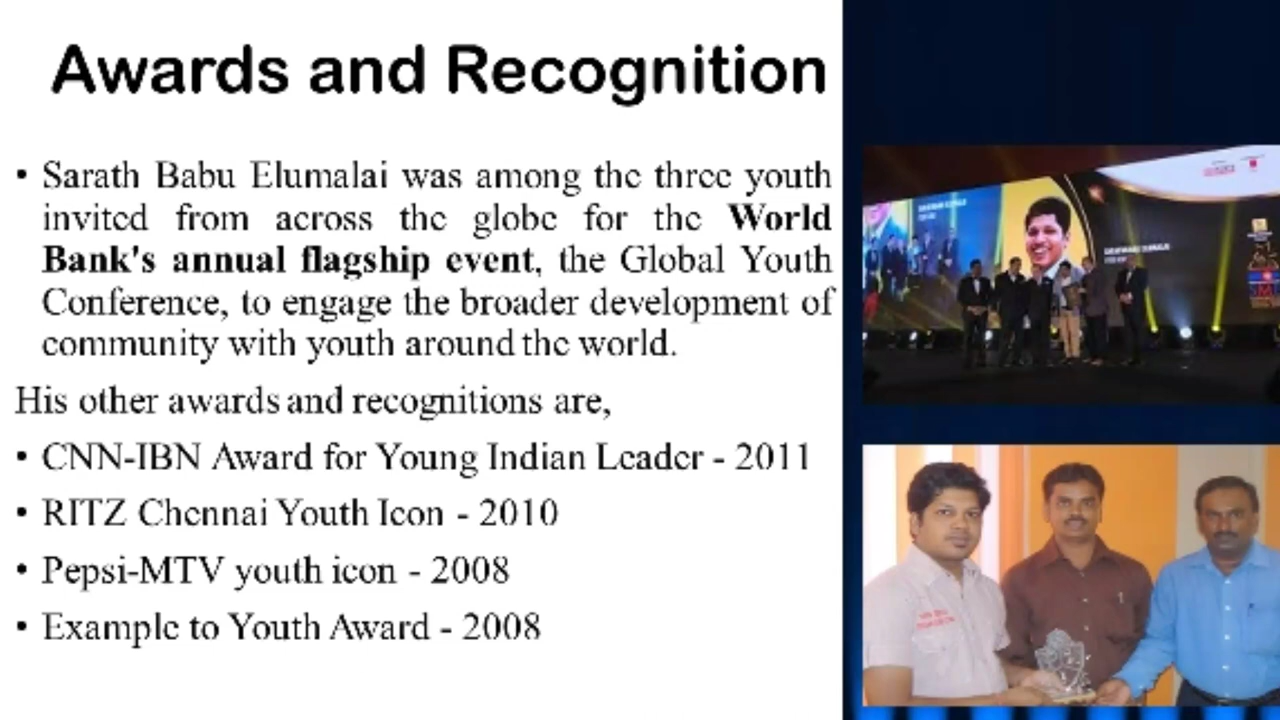 Awards and Recognition
• Sarath Babu Elumalai was among the three youth
invited from across the globe for the World
Bank's annual flagship event, the Global Youth
Conference, to engage the broader development of
community with youth around the world.
His other awards and recognitions are,
• CNN-IBN Award for Young Indian Leader - 2011
• RITZ Chennai Youth Icon - 2010
• Pepsi-MTV youth icon - 2008
• Example to Youth Award - 2008